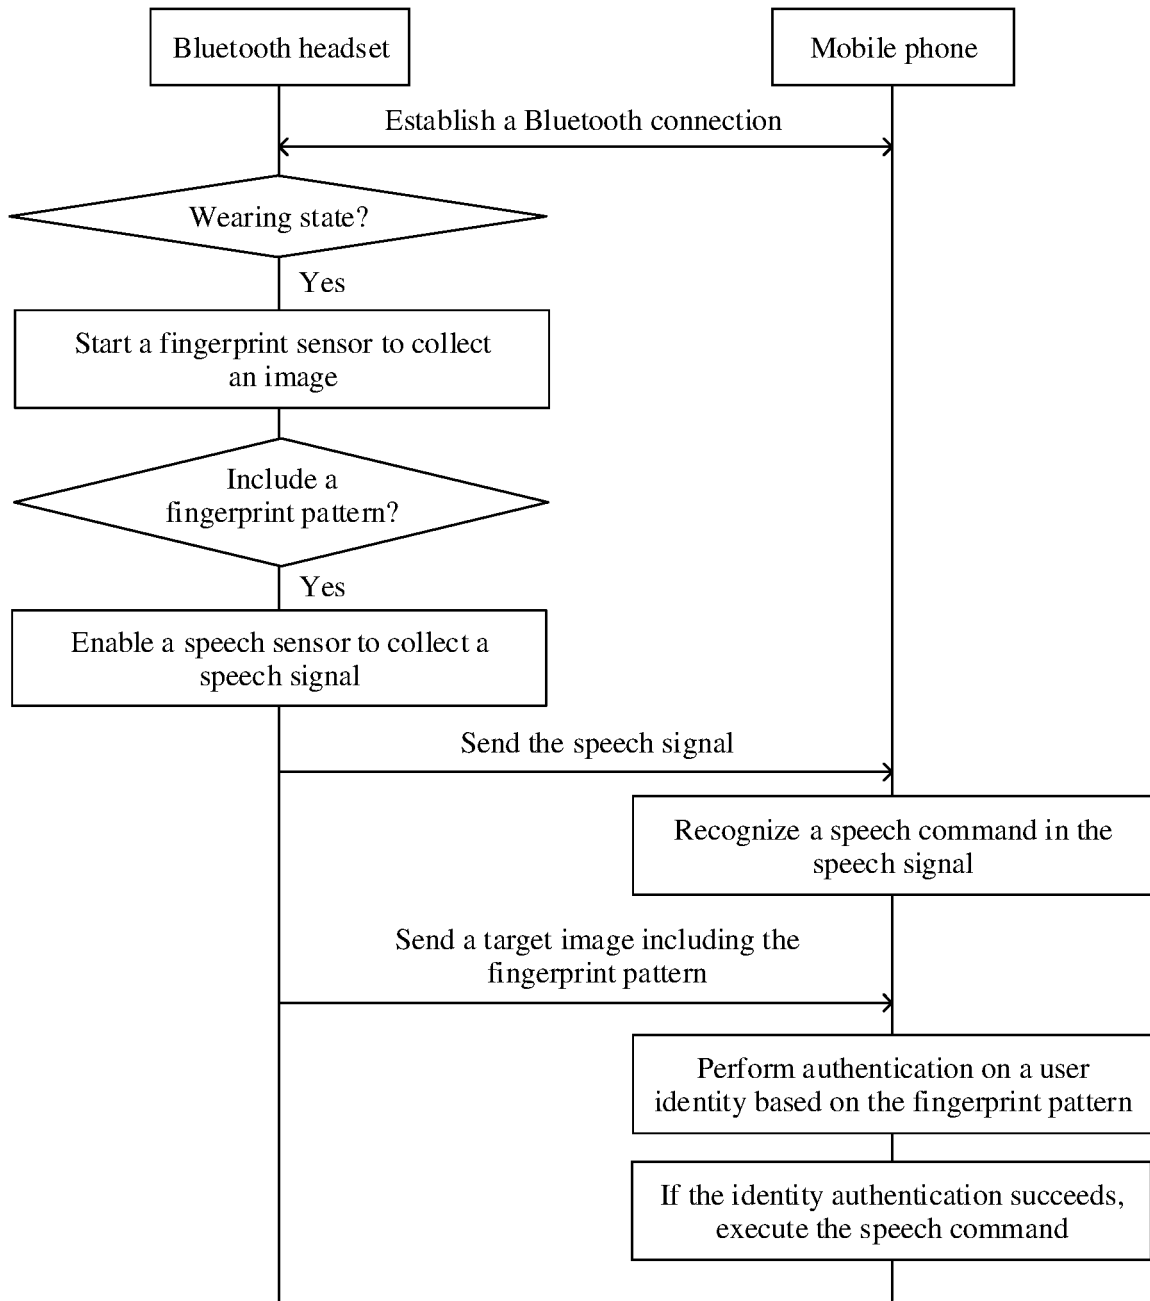 Bluetooth headset
Mobile phone
Establish a Bluetooth connection
Wearing state?
Yes
Start a fingerprint sensor to collect
an image
Include a
fingerprint pattern?
Yes
Enable a speech sensor to collect a
speech signal
Send the speech signal
Recognize a speech command in the
speech signal
Send a target image including the
fingerprint pattern
Perform authentication on a user
identity based on the fingerprint pattern
If the identity authentication succeeds,
execute the speech command